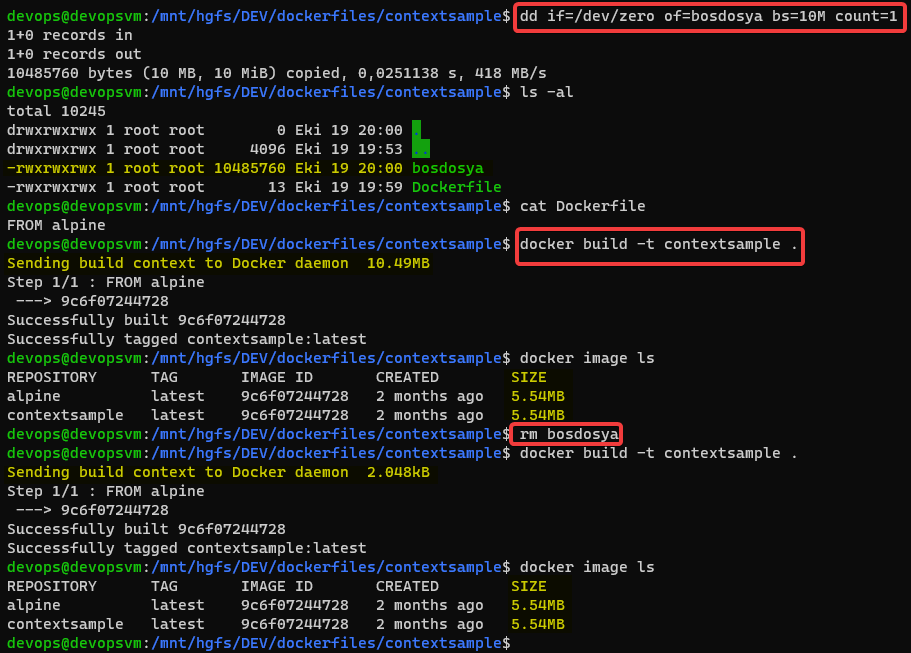 devops@devopsvm:/mnt/hgfs/DEV/dockerfiles/contextsample$ dd if=/dev/zero of=bosdosya bs=10M count=1
1+0 records in
1+0 records out
10485760 bytes (10 MB, 10 MiB) copied, 0,0251138 s, 418 MB/s
devops@devopsvm:/mnt/hgfs/DEV/dockerfiles/contextsample$ ls -al
total 10245
drwxrwxrwx 1 root root        0 Eki 19 20:00 .
drwxrwxrwx 1 root root     4096 Eki 19 19:53 ..
-rwxrwxrwx 1 root root 10485760 Eki 19 20:00 bosdosya
-rwxrwxrwx 1 root root       13 Eki 19 19:59 Dockerfile
devops@devopsvm:/mnt/hgfs/DEV/dockerfiles/contextsample$ cat Dockerfile
FROM alpine
devops@devopsvm:/mnt/hgfs/DEV/dockerfiles/contextsample$ docker build -t contextsample .
Sending build context to Docker daemon  10.49MB
Step 1/1 : FROM alpine
 ---> 9c6f07244728
Successfully built 9c6f07244728
Successfully tagged contextsample:latest
devops@devopsvm:/mnt/hgfs/DEV/dockerfiles/contextsample$ docker image ls
REPOSITORY      TAG       IMAGE ID       CREATED        SIZE
alpine          latest    9c6f07244728   2 months ago   5.54MB
contextsample   latest    9c6f07244728   2 months ago   5.54MB
devops@devopsvm:/mnt/hgfs/DEV/dockerfiles/contextsample$ rm bosdosya
devops@devopsvm:/mnt/hgfs/DEV/dockerfiles/contextsample$ docker build -t contextsample .
Sending build context to Docker daemon  2.048kB
Step 1/1 : FROM alpine
 ---> 9c6f07244728
Successfully built 9c6f07244728
Successfully tagged contextsample:latest
devops@devopsvm:/mnt/hgfs/DEV/dockerfiles/contextsample$ docker image ls
REPOSITORY      TAG       IMAGE ID       CREATED        SIZE
alpine          latest    9c6f07244728   2 months ago   5.54MB
contextsample   latest    9c6f07244728   2 months ago   5.54MB
devops@devopsvm:/mnt/hgfs/DEV/dockerfiles/contextsample$